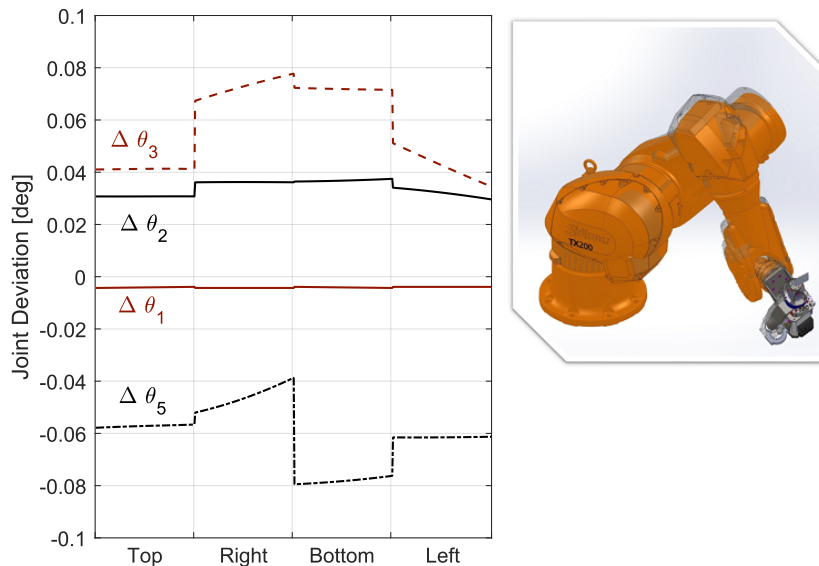 0.1
0.08
0.06
0.04
0.02
0
-0.02
-0.04
-0.06
-0.08
-0.1
Joint Deviation [deg]
Δ θ3
Δ θ2
Δ θ1
Δ θ5
Top Right Bottom Left
TX200